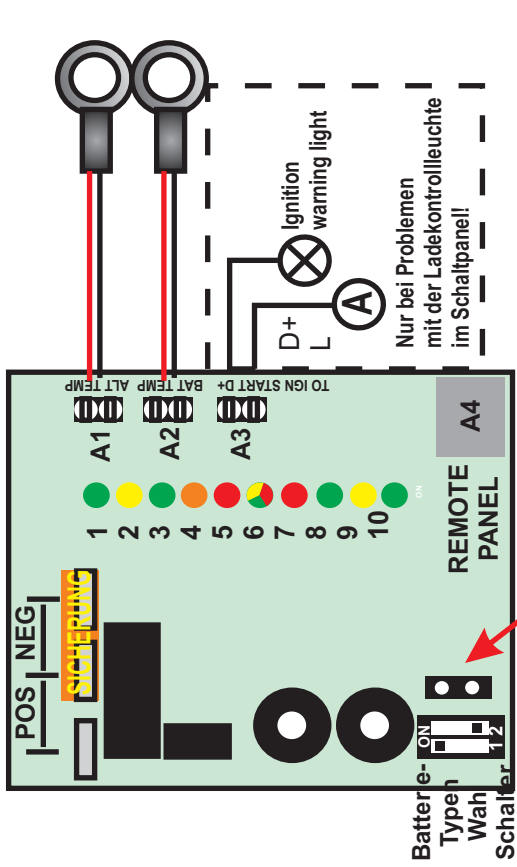 POS NEG
SICHERUNG
ALT TEMP
BAT TEMP
TO IGN START D+
A1
A2
A3
1
2
3
4
5
6
7
8
9
10
ON
D+
L
A
Ignition
warning light
Nur bei Problemen
mit der Ladekontrollleuchte
im Schaltpanel!
REMOTE
PANEL
A4
ON
1 2
Batterie-
Typen
Wah
Schalter